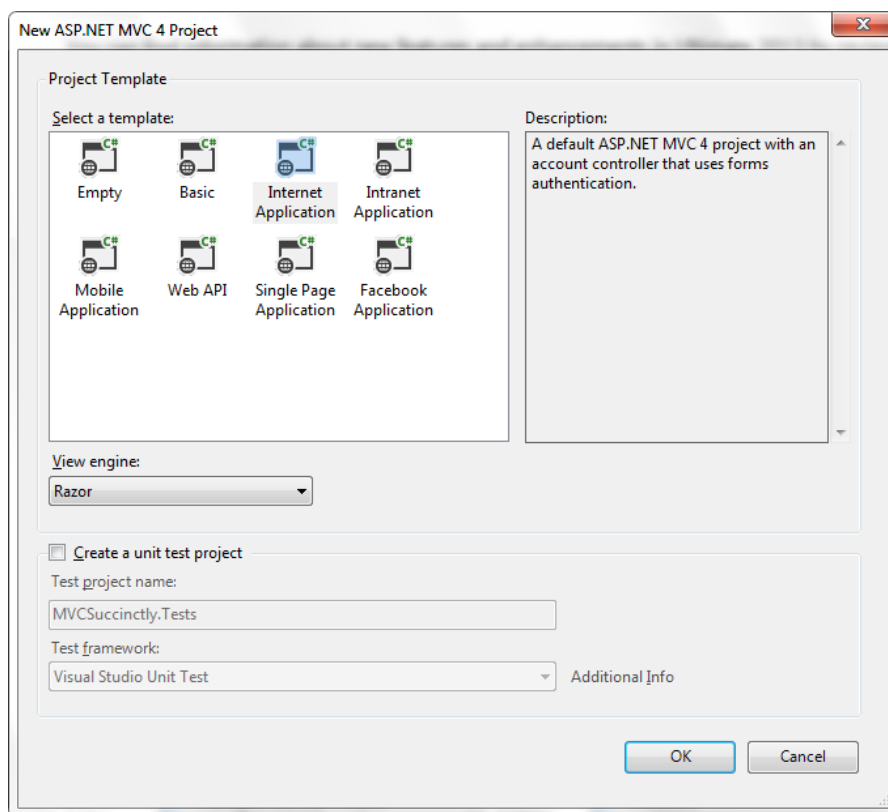 New ASP.NET MVC 4 Project
Project Template
Select a template:
Description:
C# C# C# C#
Empty Basic Internet Application Intranet Application
C# C# C# C#
Mobile Application Web API Single Page Application Facebook Application
A default ASP.NET MVC 4 project with an
account controller that uses forms
authentication.
View engine:
Razor
Create a unit test project
Test project name:
MVCSuccinctly.Tests
Test framework:
Visual Studio Unit Test
Additional Info
OK
Cancel